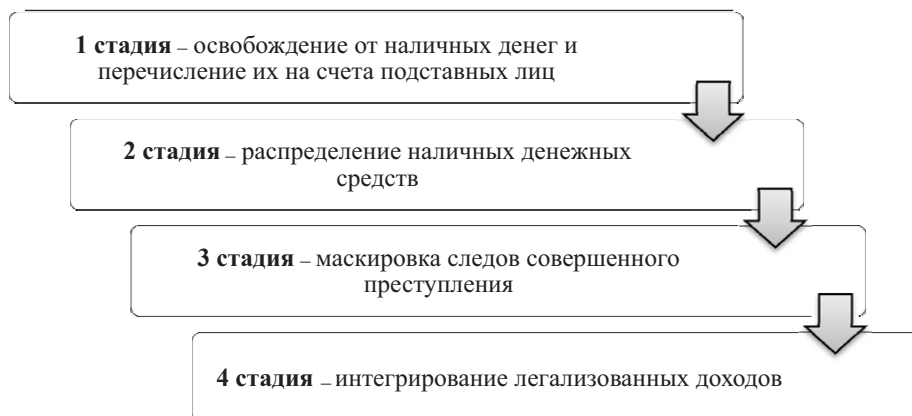 1 стадия – освобождение от наличных денег и
перечисление их на счета подставных лиц
2 стадия – распределение наличных денежных
средств
3 стадия – маскировка следов совершенного
преступления
4 стадия – интегрирование легализованных доходов